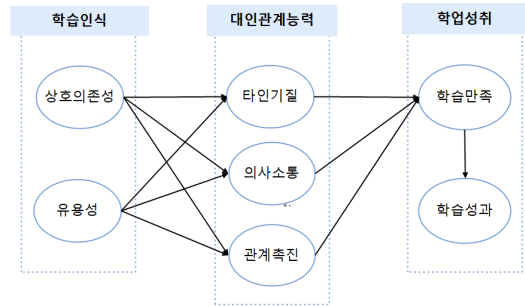 학습인식
대인관계능력
학업성취
상호의존성
타인기질
학습만족
의사소통
유용성
학습성과
관계촉진